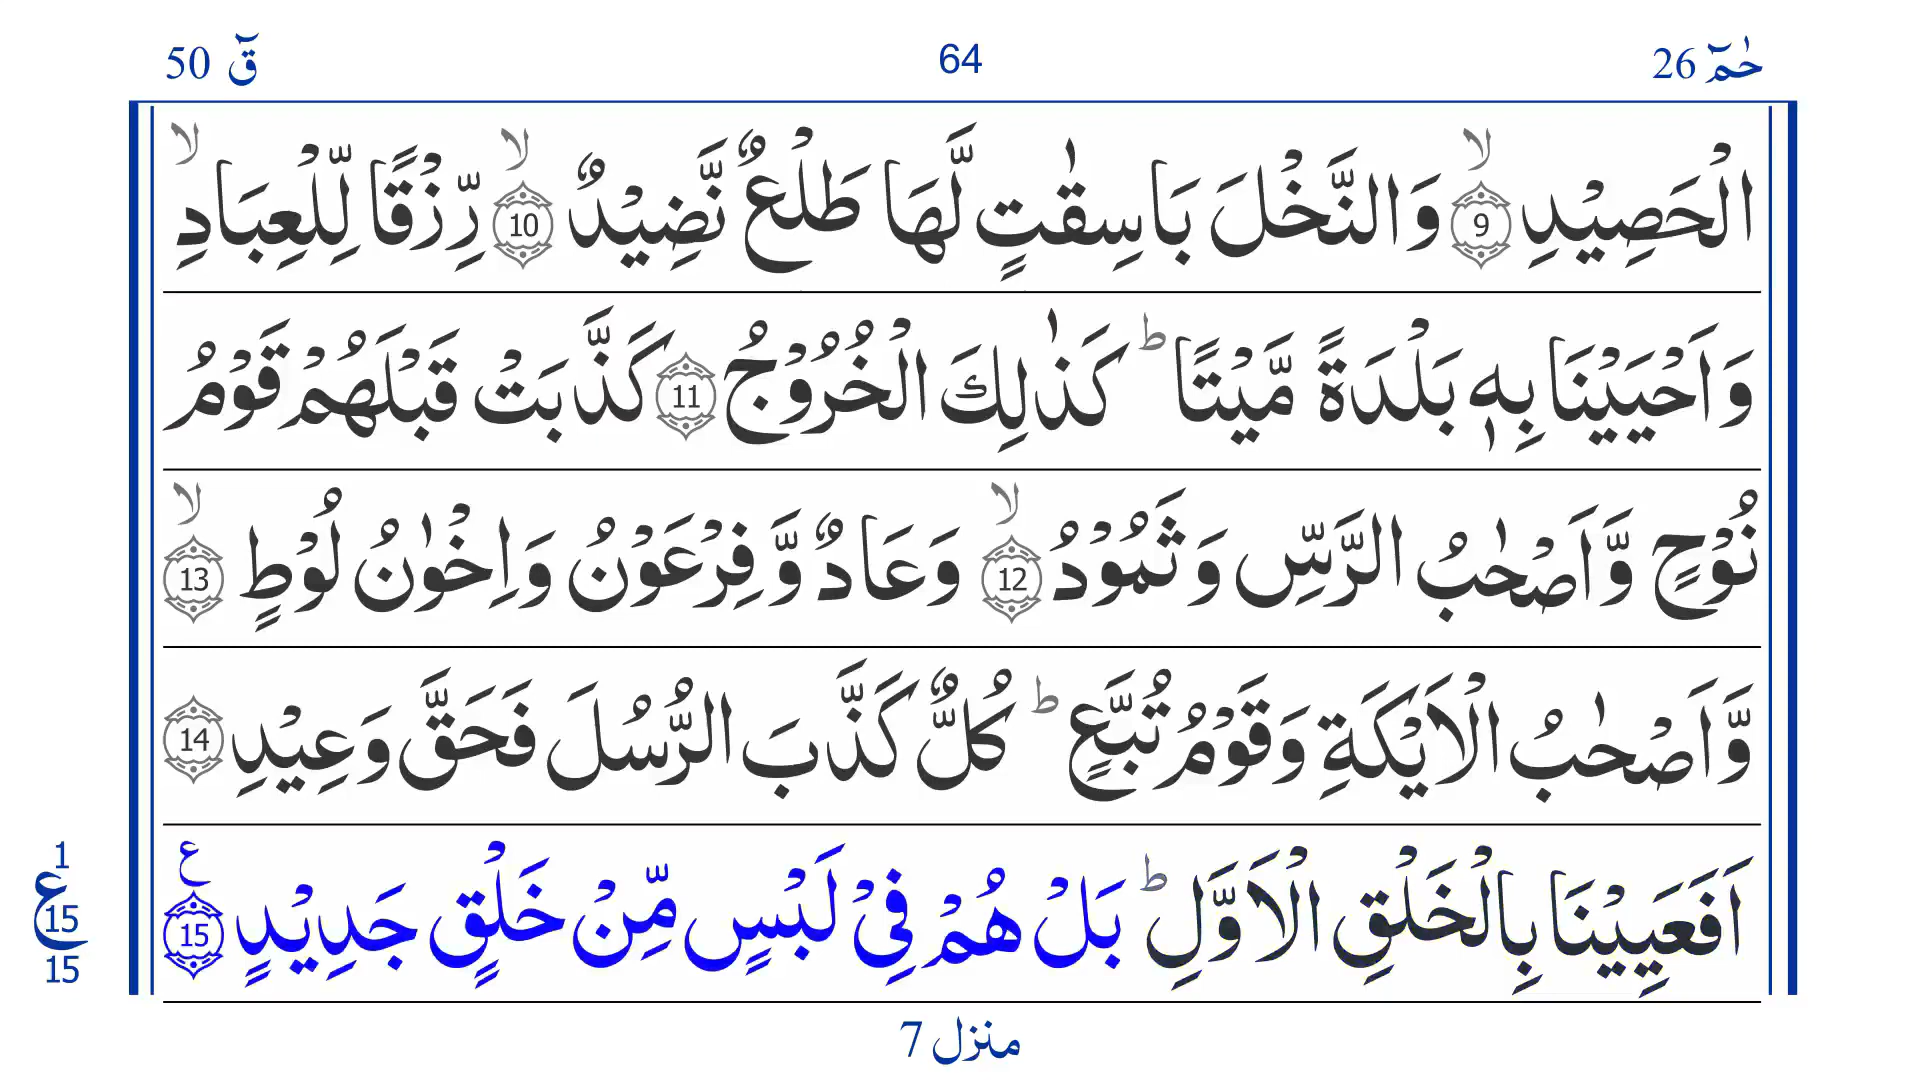 حٰمٓ 26 64 قٓ 50
الْحَصِیْدِ ۙ﴿9﴾ وَالنَّخْلَ بَاسِقٰتٍ لَّهَا طَلْعٌ نَّضِیْدٌ ۙ﴿10﴾ رِّزْقًا لِّلْعِبَادِ ۙ
وَاَحْیَیْنَا بِهٖ بَلْدَةً مَّیْتًا ؕ كَذٰلِكَ الْخُرُوْجُ ﴿11﴾ كَذَّبَتْ قَبْلَهُمْ قَوْمُ
نُوْحٍ وَّاَصْحٰبُ الرَّسِّ وَثَمُوْدُ ۙ﴿12﴾ وَعَادٌ وَّفِرْعَوْنُ وَاِخْوٰنُ لُوْطٍ ۙ﴿13﴾
وَّاَصْحٰبُ الْاَیْكَةِ وَقَوْمُ تُبَّعٍ ؕ كُلٌّ كَذَّبَ الرُّسُلَ فَحَقَّ وَعِیْدِ ﴿14﴾
اَفَعَیِیْنَا بِالْخَلْقِ الْاَوَّلِ ؕ بَلْ هُمْ فِیْ لَبْسٍ مِّنْ خَلْقٍ جَدِیْدٍ ﴿15﴾ ع
1
ع 15
15
منزل 7